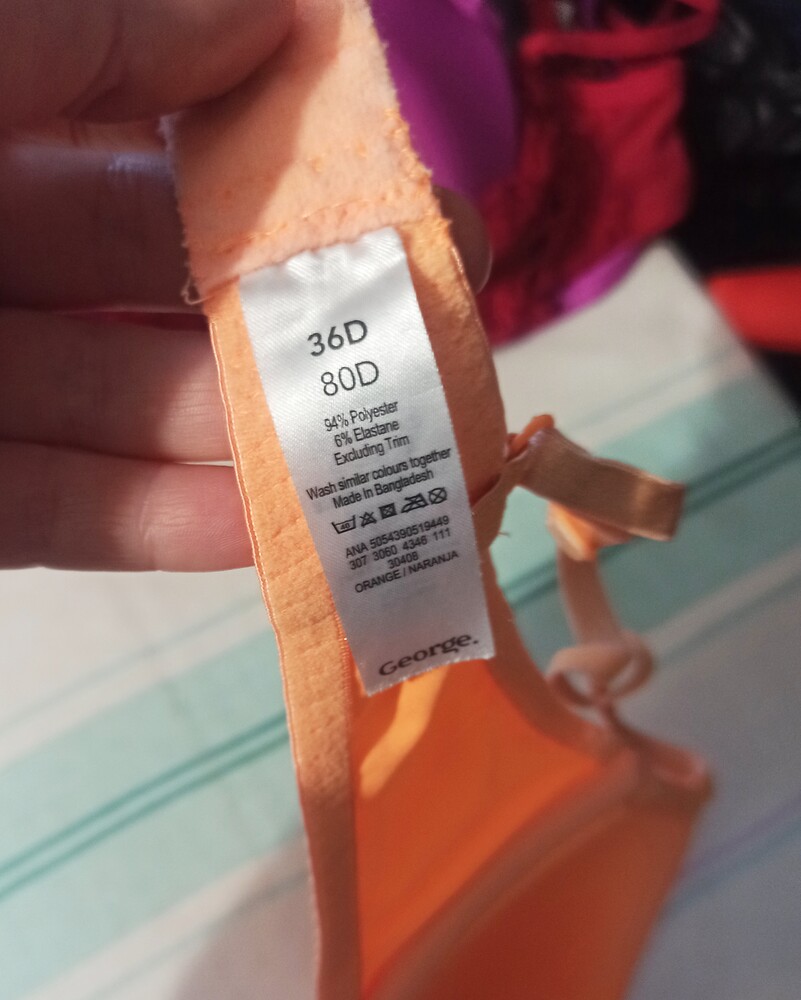 36D
80D
94% Polyester
6% Elastane
Excluding Trim
Wash similar colours together
Made In Bangladesh
40
ANA 5054390519449
307 3060 4346 111
30408
ORANGE / NARANJA
George.